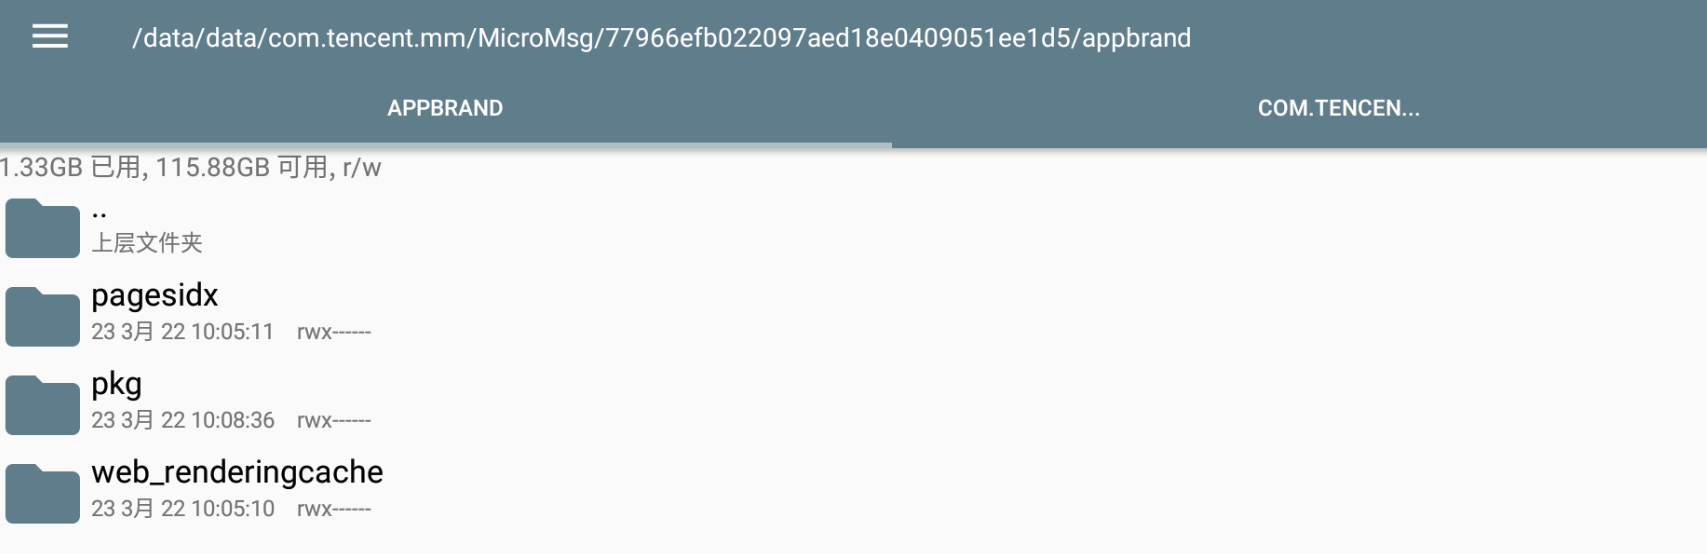 /data/data/com.tencent.mm/MicroMsg/77966efb022097aed18e0409051ee1d5/appbrand
APPBRAND
COM.TENCEN...
1.33GB 已用, 115.88GB 可用, r/w
..
上层文件夹
pagesidx
23 3月 22 10:05:11 rwx------
pkg
23 3月 22 10:08:36 rwx------
web_renderingcache
23 3月 22 10:05:10 rwx------